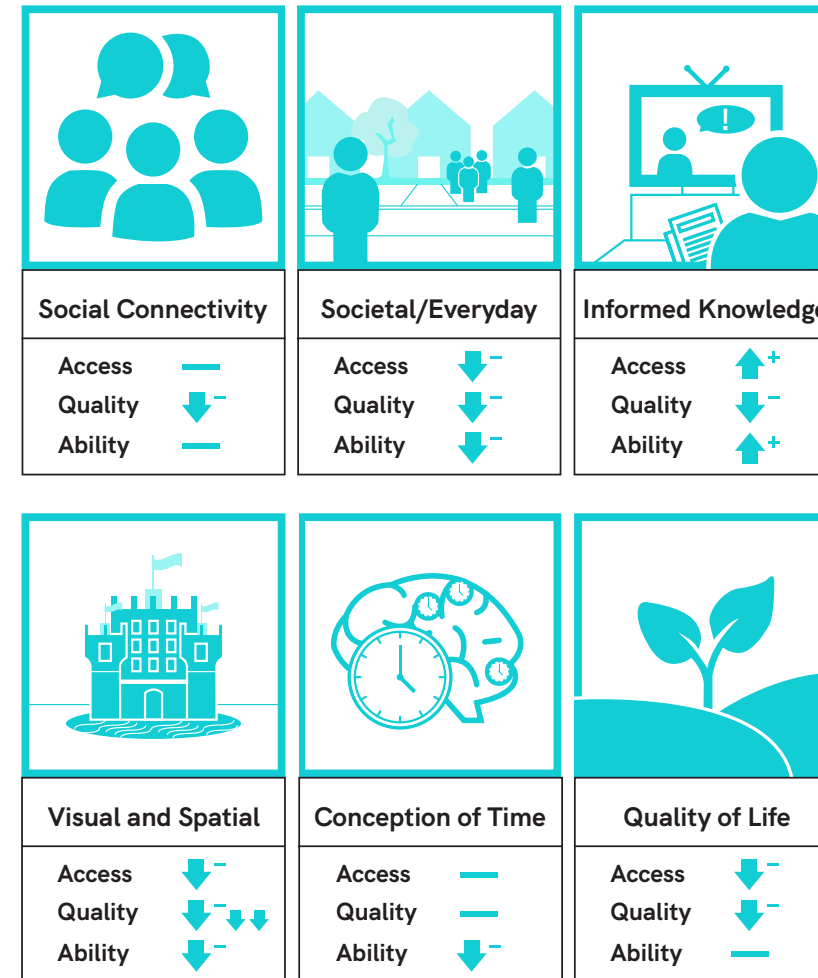 !
Social Connectivity
Access —
Quality ⬇-
Ability —
Societal/Everyday
Access ⬇-
Quality ⬇-
Ability ⬇-
Informed Knowledge
Access ⬆+
Quality ⬇-
Ability ⬆+
Visual and Spatial
Access ⬇-
Quality ⬇-⬇⬇
Ability ⬇-
Conception of Time
Access —
Quality —
Ability ⬇-
Quality of Life
Access ⬇-
Quality ⬇-
Ability —